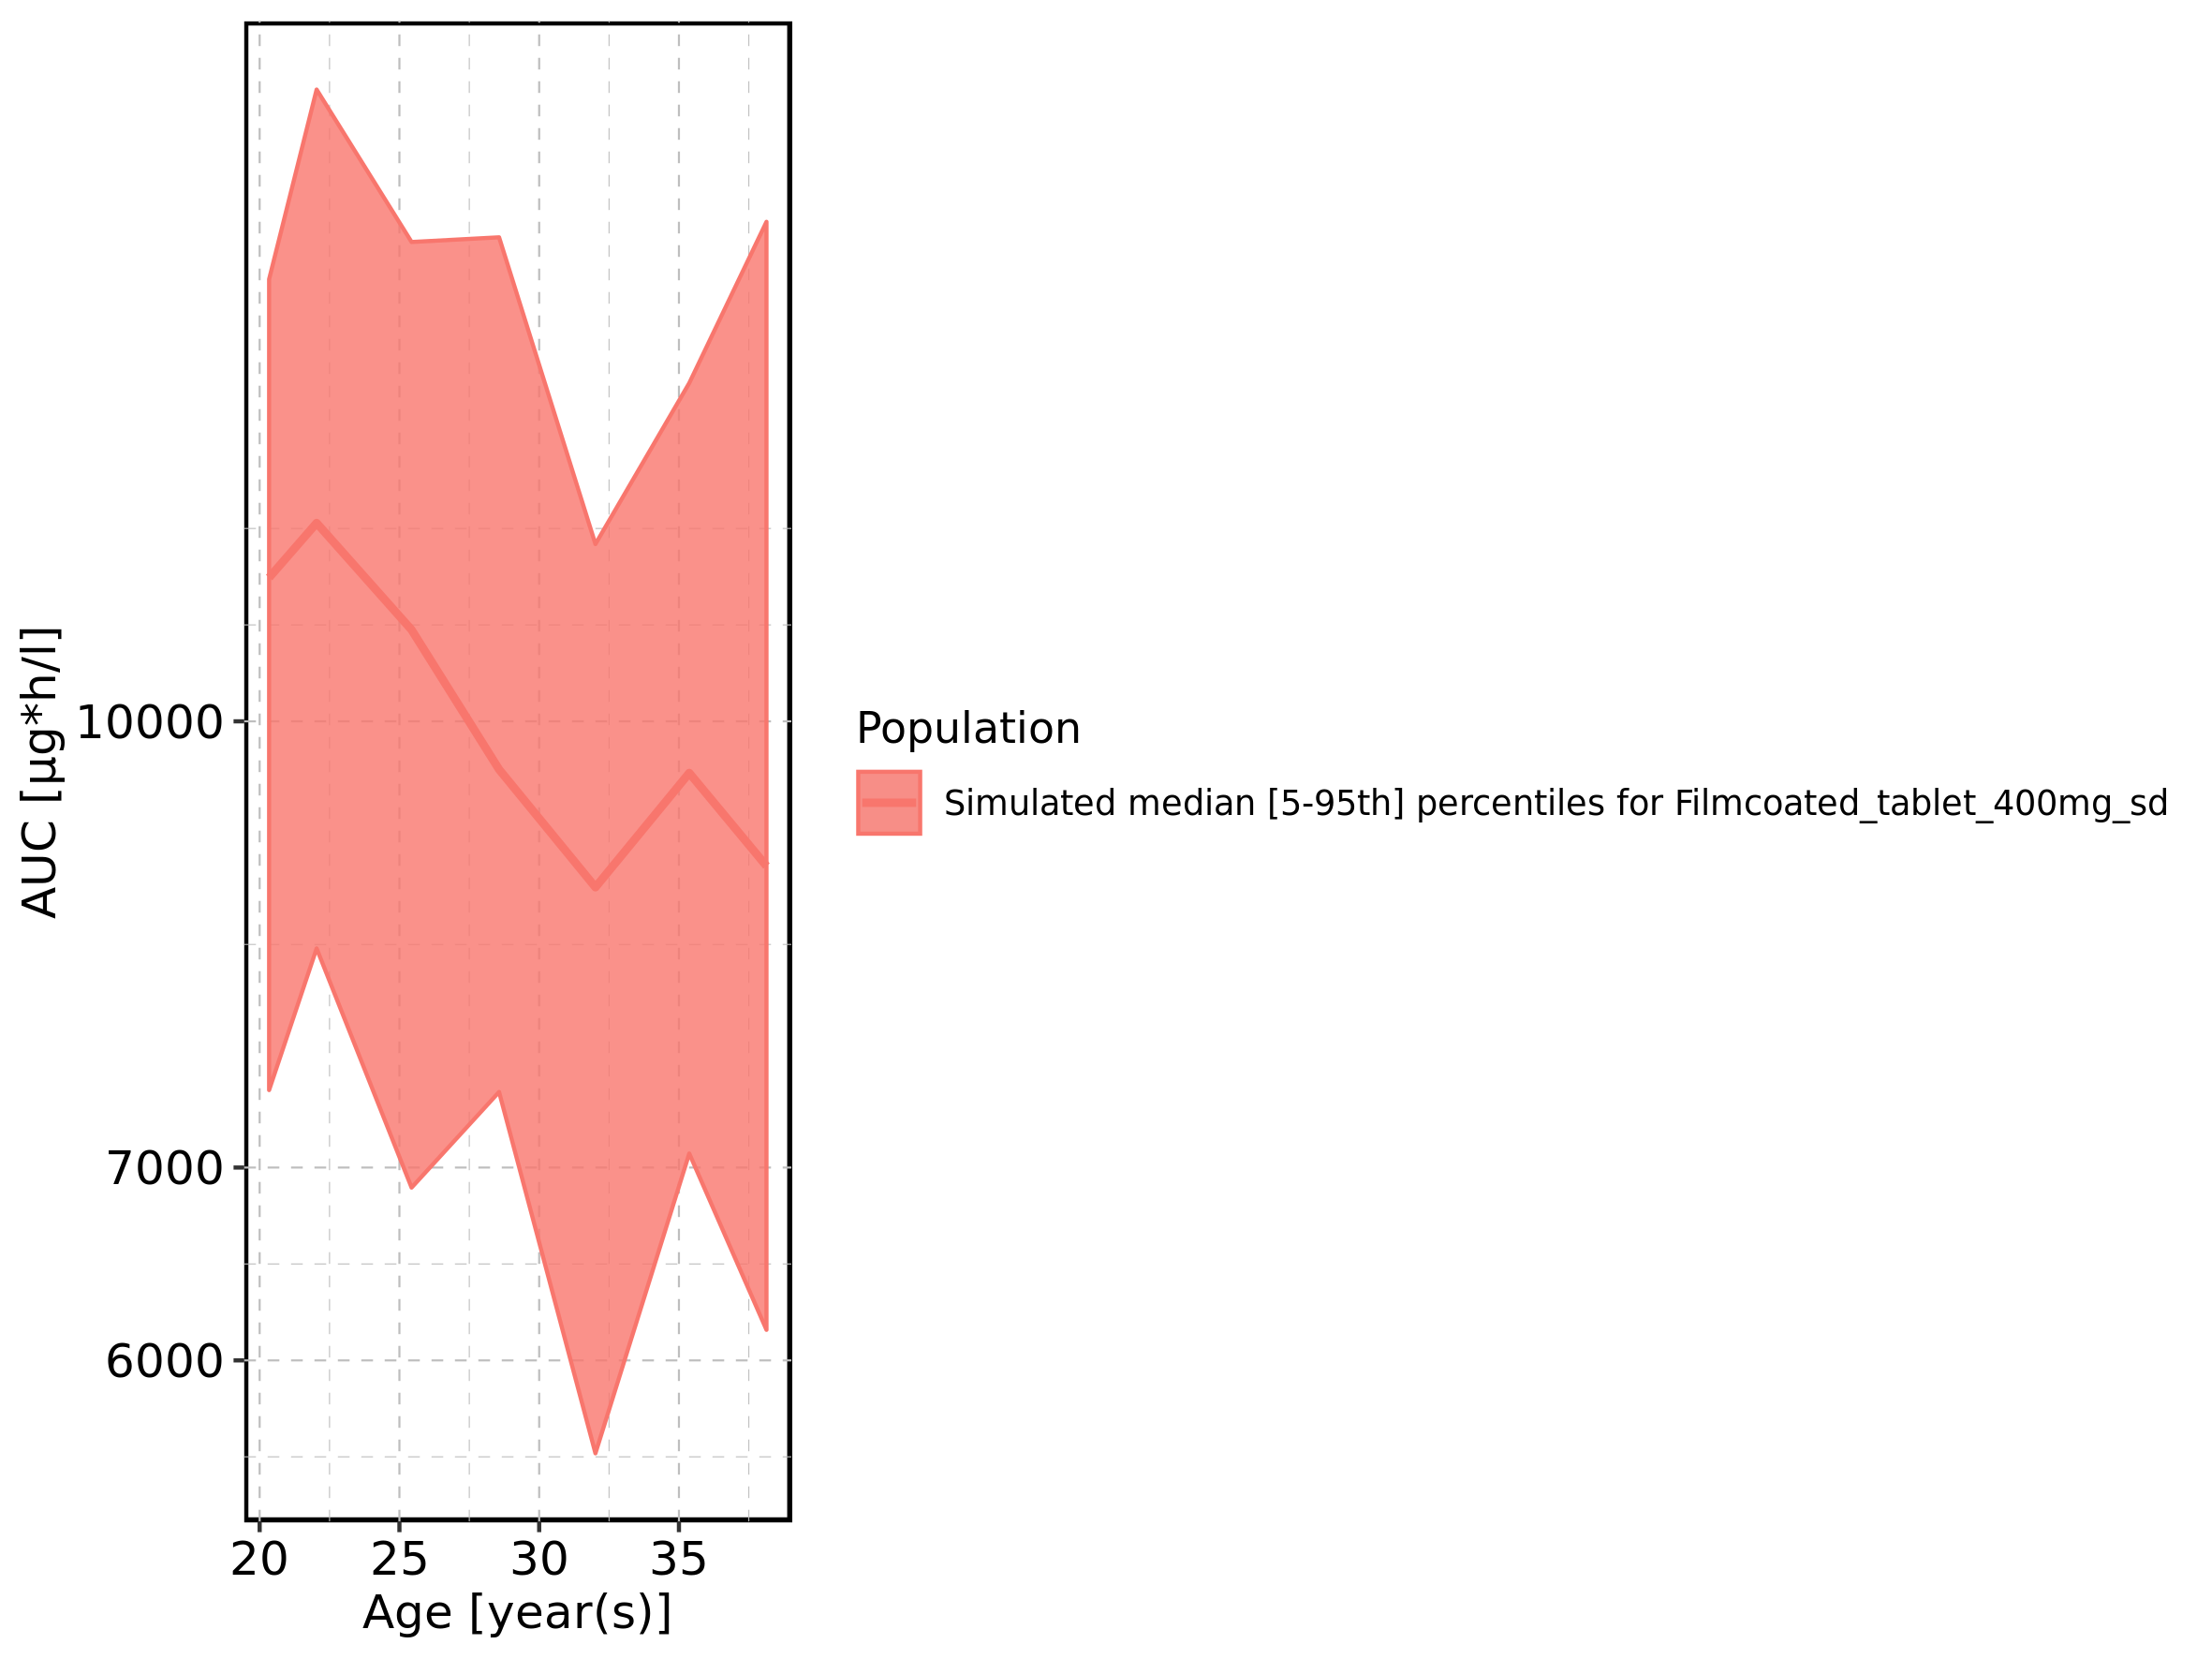 AUC [µg*h/l]
10000
7000
6000
20 25 30 35
Age [year(s)]
Population
Simulated median [5-95th] percentiles for Filmcoated_tablet_400mg_sd